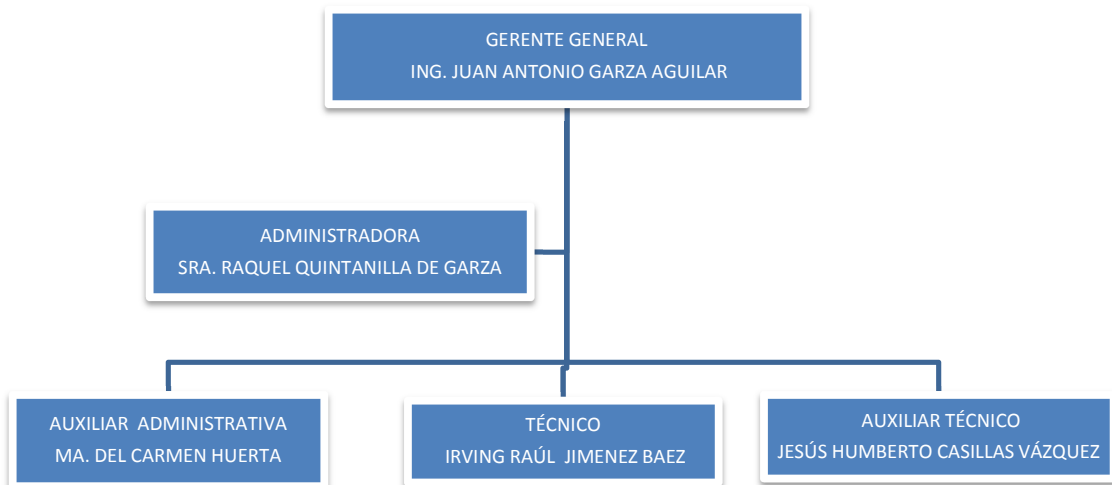 GERENTE GENERAL
ING. JUAN ANTONIO GARZA AGUILAR
ADMINISTRADORA
SRA. RAQUEL QUINTANILLA DE GARZA
AUXILIAR  ADMINISTRATIVA
MA. DEL CARMEN HUERTA
TÉCNICO
IRVING RAÚL  JIMENEZ BAEZ
AUXILIAR TÉCNICO
JESÚS HUMBERTO CASILLAS VÁZQUEZ